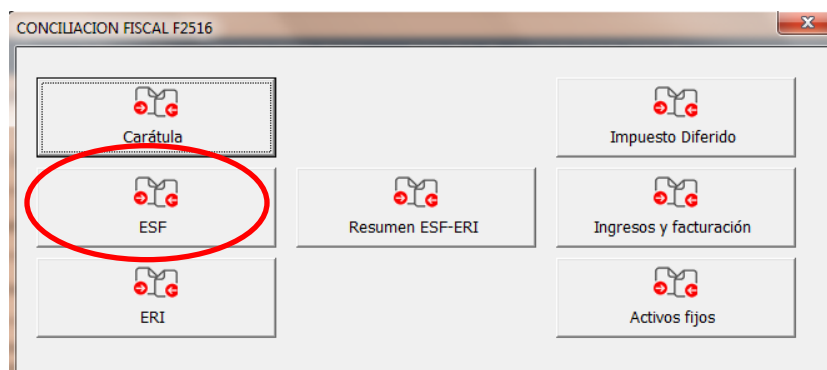 CONCILIACION FISCAL F2516
x
Carátula
Impuesto Diferido
ESF
Resumen ESF-ERI
Ingresos y facturación
ERI
Activos fijos